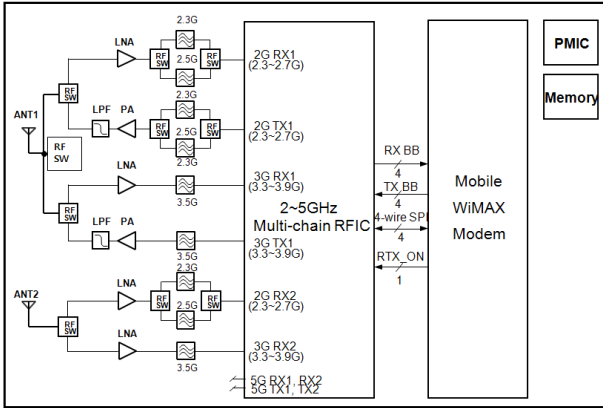 2.3G
LNA
RF
SW
2.5G
RF
SW
2G RX1
(2.3~2.7G)
RF
SW
2.3G
LPF
PA
RF
SW
2.5G
RF
SW
2G TX1
(2.3~2.7G)
ANT1
RF
SW
2.3G
LNA
3G RX1
(3.3~3.9G)
RF
SW
3.5G
LPF
PA
3G TX1
(3.3~3.9G)
3.5G
2.3G
ANT2
LNA
RF
SW
2.5G
RF
SW
2G RX2
(2.3~2.7G)
RF
SW
LNA
3G RX2
(3.3~3.9G)
3.5G
5G RX1, RX2
5G TX1, TX2
2~5GHz
Multi-chain RFIC
RX BB
4
TX_BB
4
4-wire SPI
4
RTX_ON
1
Mobile
WiMAX
Modem
PMIC
Memory